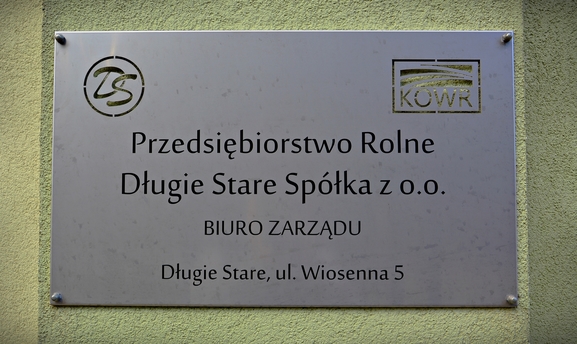 DS
KOWR
Przedsiębiorstwo Rolne
Długie Stare Spółka z o.o.
BIURO ZARZĄDU
Długie Stare, ul. Wiosenna 5